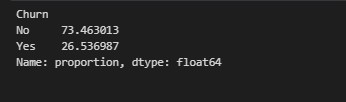 Churn
No     73.463013
Yes    26.536987
Name: proportion, dtype: float64